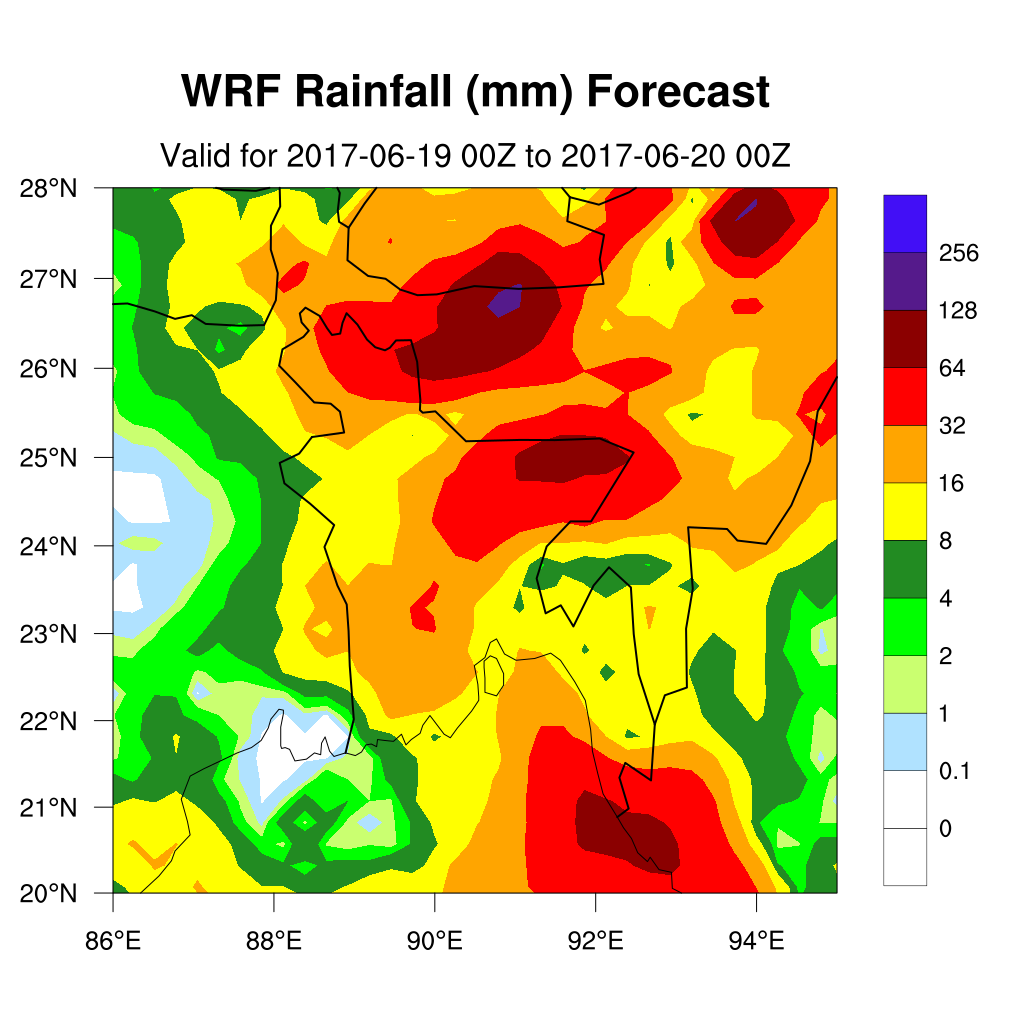 WRF Rainfall (mm) Forecast
Valid for 2017-06-19 00Z to 2017-06-20 00Z
28°N
27°N
26°N
25°N
24°N
23°N
22°N
21°N
20°N
86°E 88°E 90°E 92°E 94°E
256
128
64
32
16
8
4
2
1
0.1
0